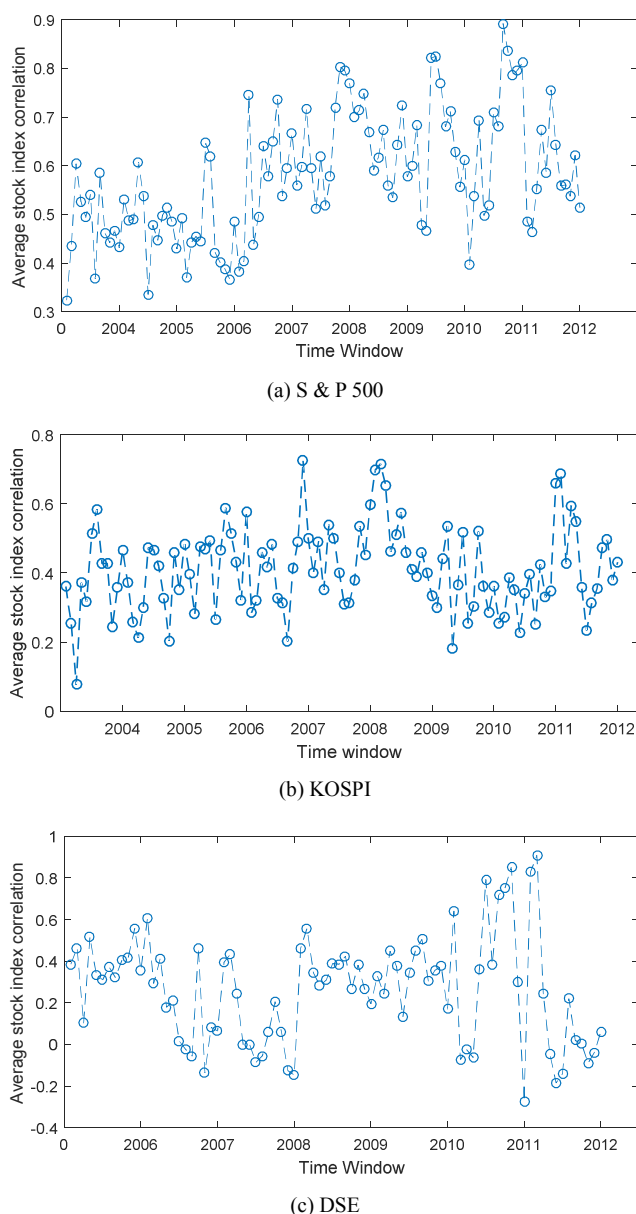 0.9
0.8
0.7
0.6
0.5
0.4
0.3
Average stock index correlation
0 2004 2005 2006 2007 2008 2009 2010 2011 2012
Time Window
(a) S & P 500
0.8
0.6
0.4
0.2
0
Average stock index correlation
2004 2005 2006 2007 2008 2009 2010 2011 2012
Time window
(b) KOSPI
1
0.8
0.6
0.4
0.2
0
-0.2
-0.4
Average stock index correlation
0 2006 2007 2008 2009 2010 2011 2012
Time Window
(c) DSE